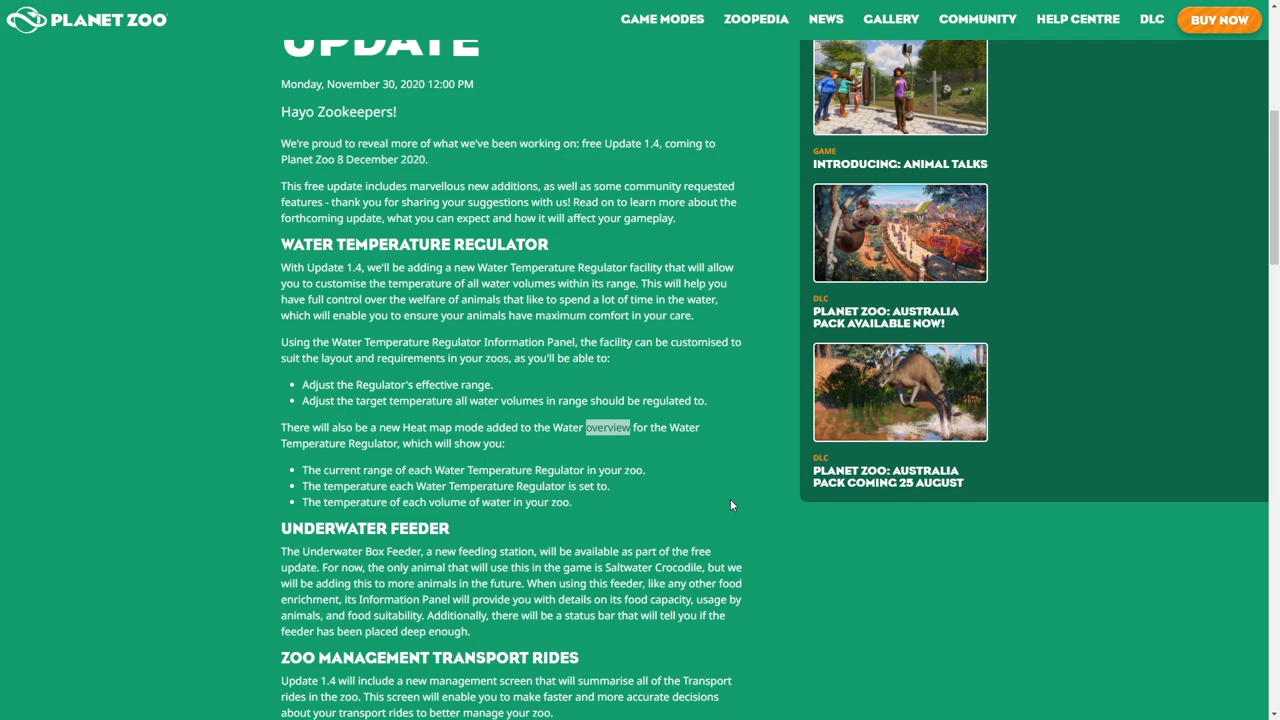 PLANET ZOO
GAME MODES
ZOOPEDIA
NEWS
GALLERY
COMMUNITY
HELP CENTRE
DLC
BUY NOW
UPDATE
Monday, November 30, 2020 12:00 PM
Hayo Zookeepers!
We're proud to reveal more of what we've been working on: free Update 1.4, coming to
Planet Zoo 8 December 2020.
This free update includes marvellous new additions, as well as some community requested
features - thank you for sharing your suggestions with us! Read on to learn more about the
forthcoming update, what you can expect and how it will affect your gameplay.
WATER TEMPERATURE REGULATOR
With Update 1.4, we'll be adding a new Water Temperature Regulator facility that will allow
you to customise the temperature of all water volumes within its range. This will help you
have full control over the welfare of animals that like to spend a lot of time in the water,
which will enable you to ensure your animals have maximum comfort in your care.
Using the Water Temperature Regulator Information Panel, the facility can be customised to
suit the layout and requirements in your zoos, as you'll be able to:
• Adjust the Regulator's effective range.
• Adjust the target temperature all water volumes in range should be regulated to.
There will also be a new Heat map mode added to the Water overview for the Water
Temperature Regulator, which will show you:
• The current range of each Water Temperature Regulator in your zoo.
• The temperature each Water Temperature Regulator is set to.
• The temperature of each volume of water in your zoo.
UNDERWATER FEEDER
The Underwater Box Feeder, a new feeding station, will be available as part of the free
update. For now, the only animal that will use this in the game is Saltwater Crocodile, but we
will be adding this to more animals in the future. When using this feeder, like any other food
enrichment, its Information Panel will provide you with details on its food capacity, usage by
animals, and food suitability. Additionally, there will be a status bar that will tell you if the
feeder has been placed deep enough.
ZOO MANAGEMENT TRANSPORT RIDES
Update 1.4 will include a new management screen that will summarise all of the Transport
rides in the zoo. This screen will enable you to make faster and more accurate decisions
about your transport rides to better manage your zoo.
GAME
INTRODUCING: ANIMAL TALKS
DLC
PLANET ZOO: AUSTRALIA
PACK AVAILABLE NOW!
DLC
PLANET ZOO: AUSTRALIA
PACK COMING 25 AUGUST